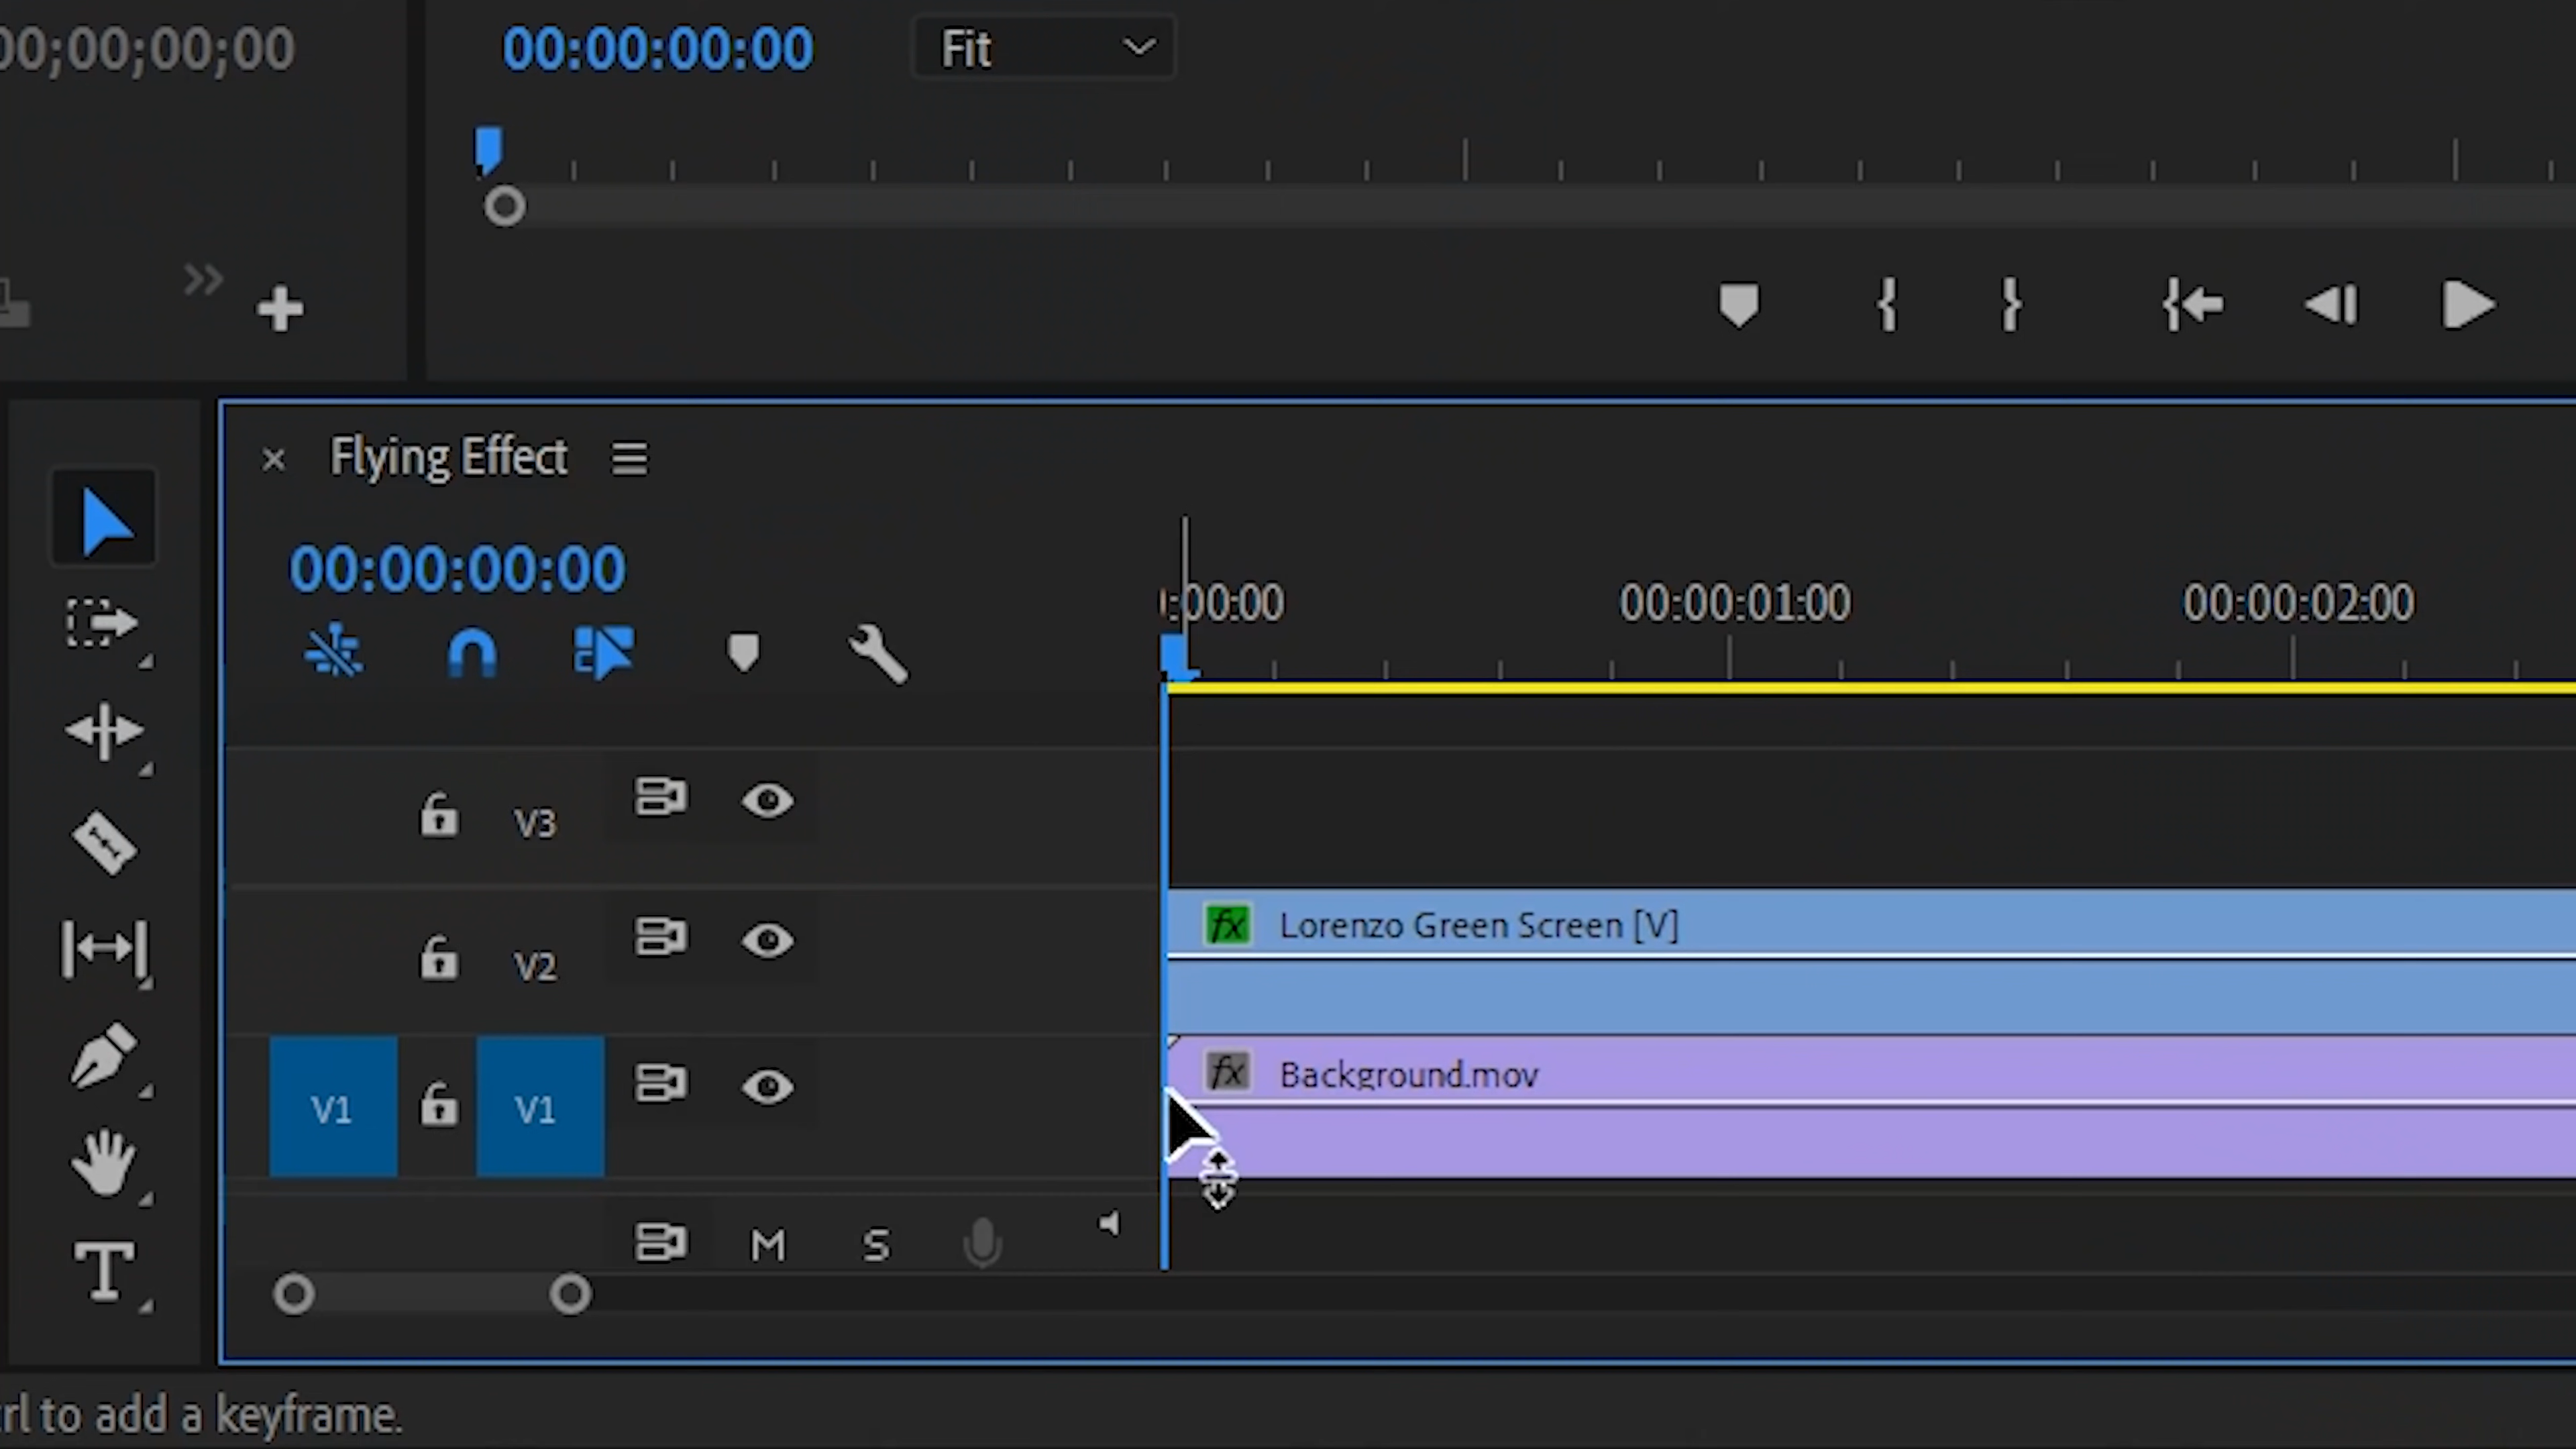 00;00;00;00
00:00:00:00
Fit
Flying Effect
00:00:00:00
:00:00
00:00:01:00
00:00:02:00
V3
V2
fx Lorenzo Green Screen [V]
V1
V1
fx Background.mov
M
S
rl to add a keyframe.